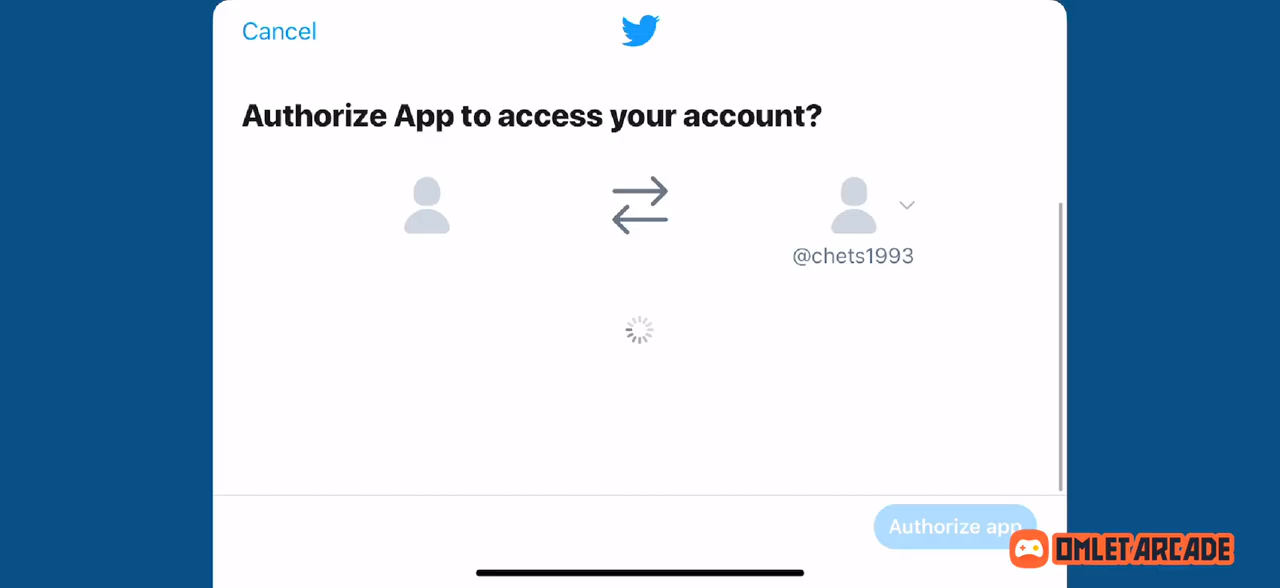 Cancel
Authorize App to access your account?
@chets1993
Authorize app
OMLET ARCADE